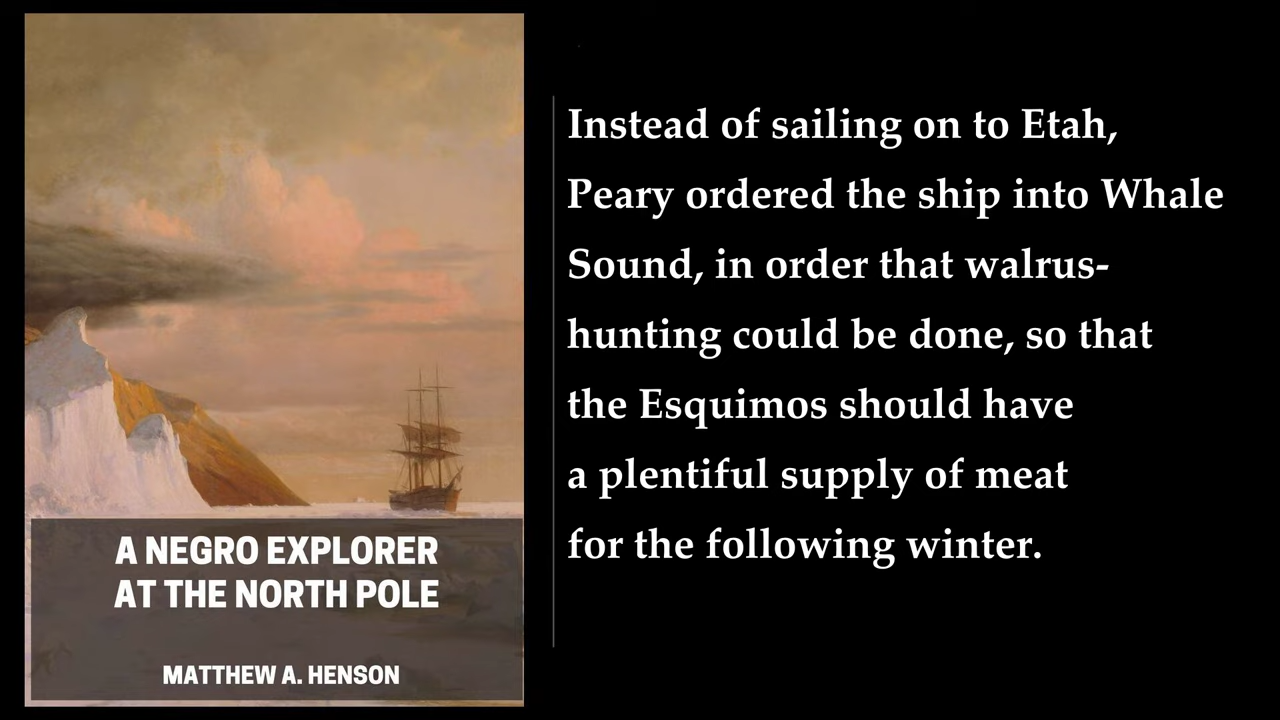 A NEGRO EXPLORER
AT THE NORTH POLE
MATTHEW A. HENSON
Instead of sailing on to Etah,
Peary ordered the ship into Whale
Sound, in order that walrus-
hunting could be done, so that
the Esquimos should have
a plentiful supply of meat
for the following winter.